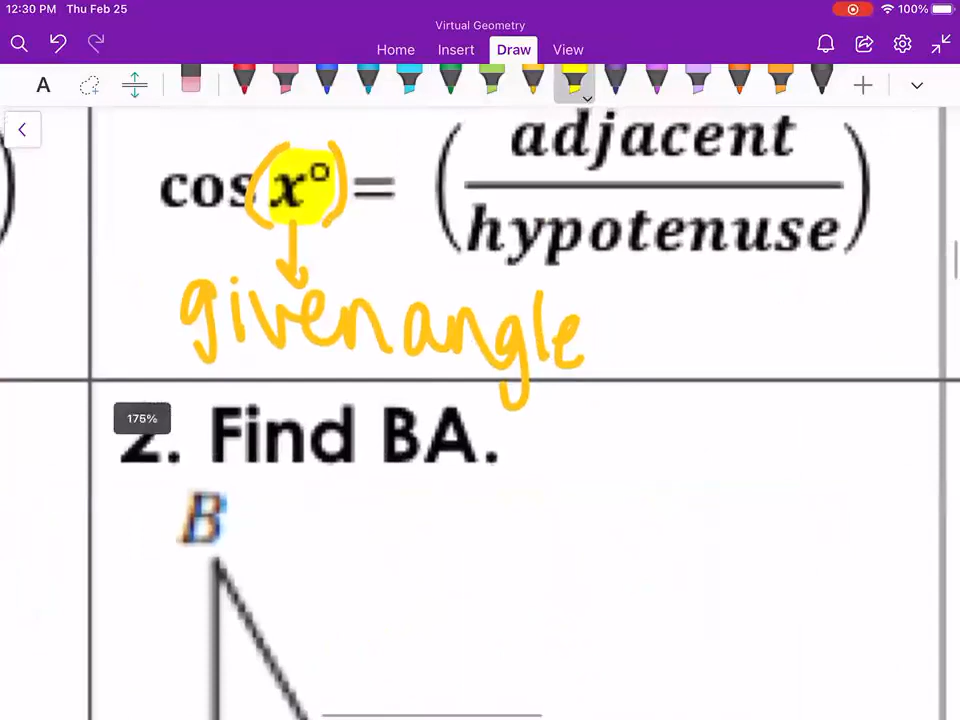 12:30 PM Thu Feb 25
100%
Virtual Geometry
Home Insert Draw View
A
cos(x°) = (adjacent
hypotenuse)
given angle
175%
2. Find BA.
B